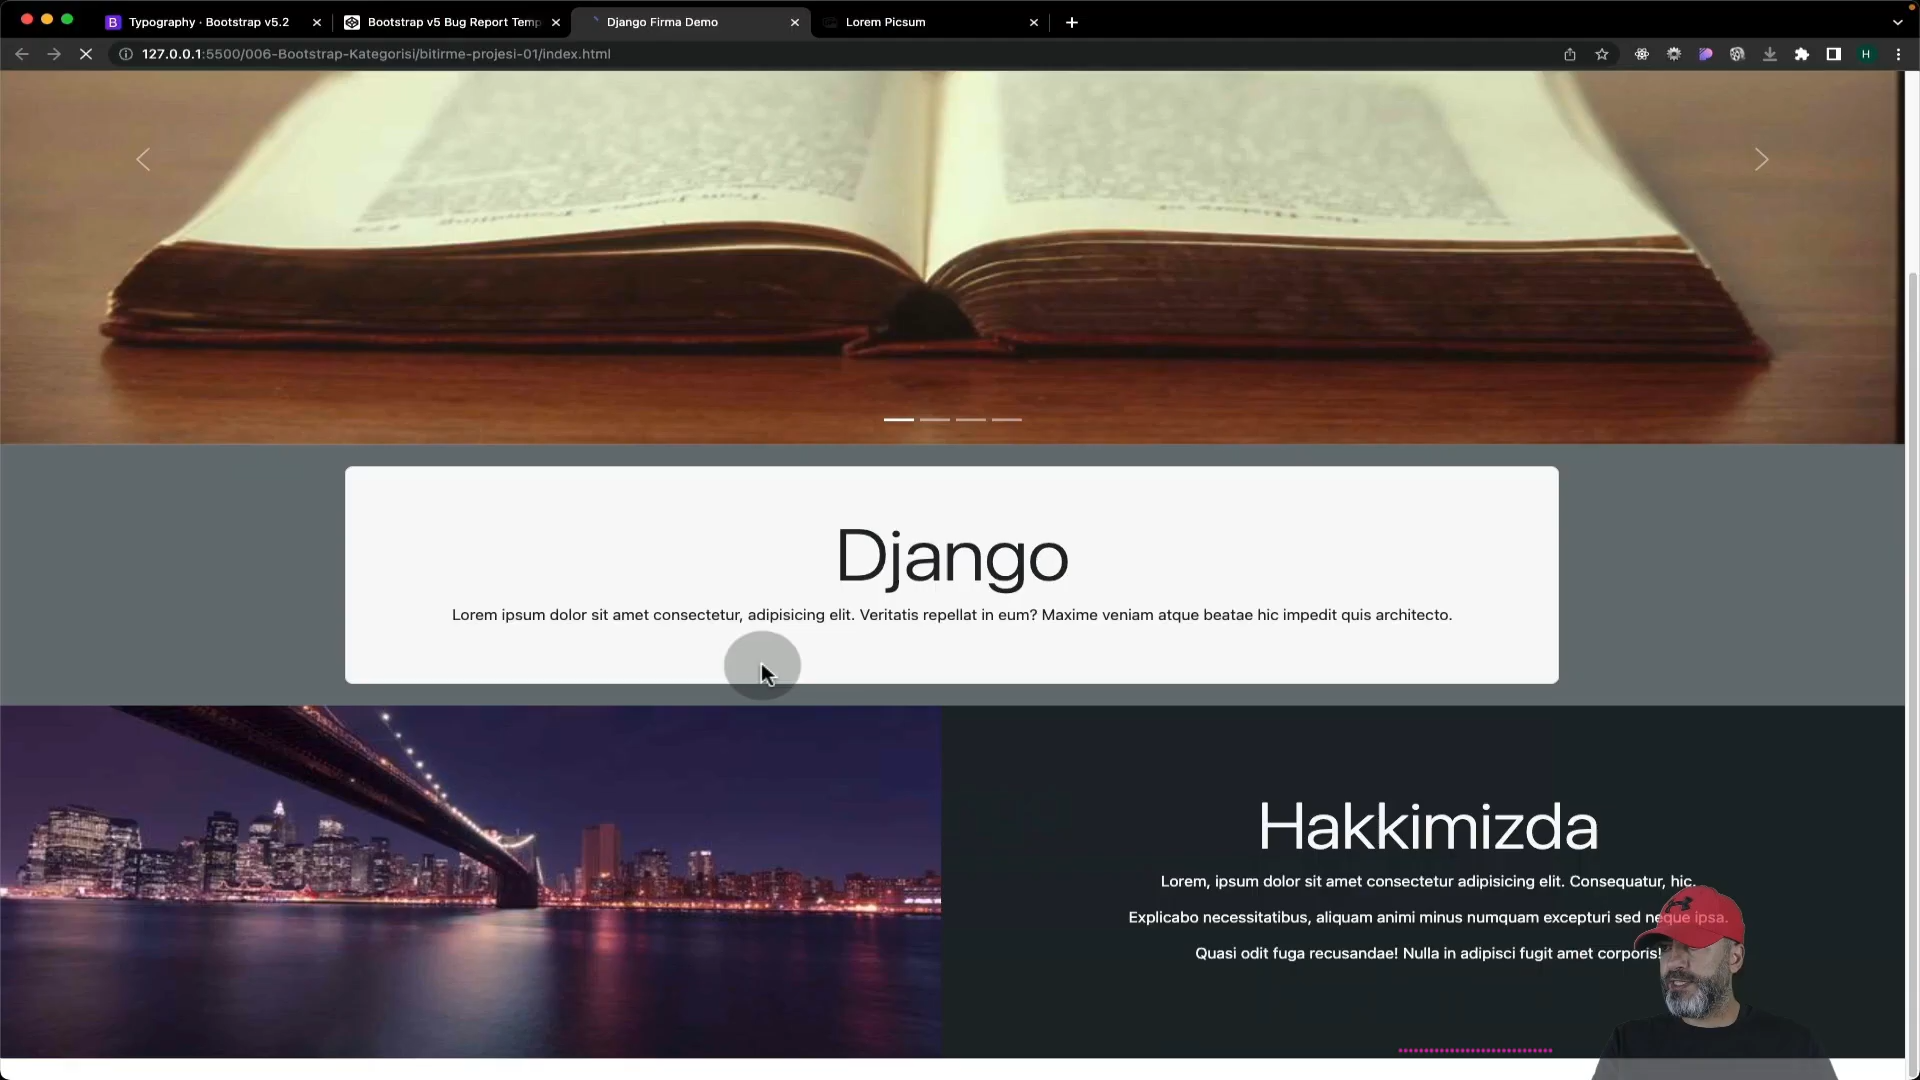 Typography · Bootstrap v5.2
Bootstrap v5 Bug Report Temp
Django Firma Demo
Lorem Picsum
127.0.0.1:5500/006-Bootstrap-Kategorisi/bitirme-projesi-01/index.html
H
Django
Lorem ipsum dolor sit amet consectetur, adipisicing elit. Veritatis repellat in eum? Maxime veniam atque beatae hic impedit quis architecto.
Hakkimizda
Lorem, ipsum dolor sit amet consectetur adipisicing elit. Consequatur, hic.
Explicabo necessitatibus, aliquam animi minus numquam excepturi sed neque ipsa.
Quasi odit fuga recusandae! Nulla in adipisci fugit amet corporis!